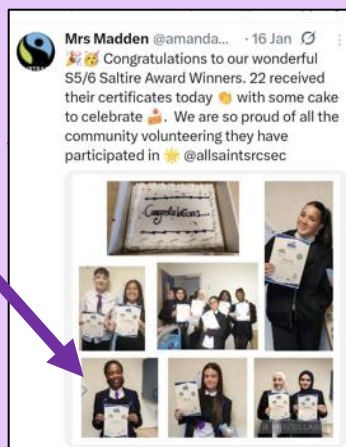 Mrs Madden @amanda... · 16 Jan
Congratulations to our wonderful
S5/6 Saltire Award Winners. 22 received
their certificates today 👏 with some cake
to celebrate 🍰. We are so proud of all the
community volunteering they have
participated in 🌟 @allsaintsrcsec
Congratulations...